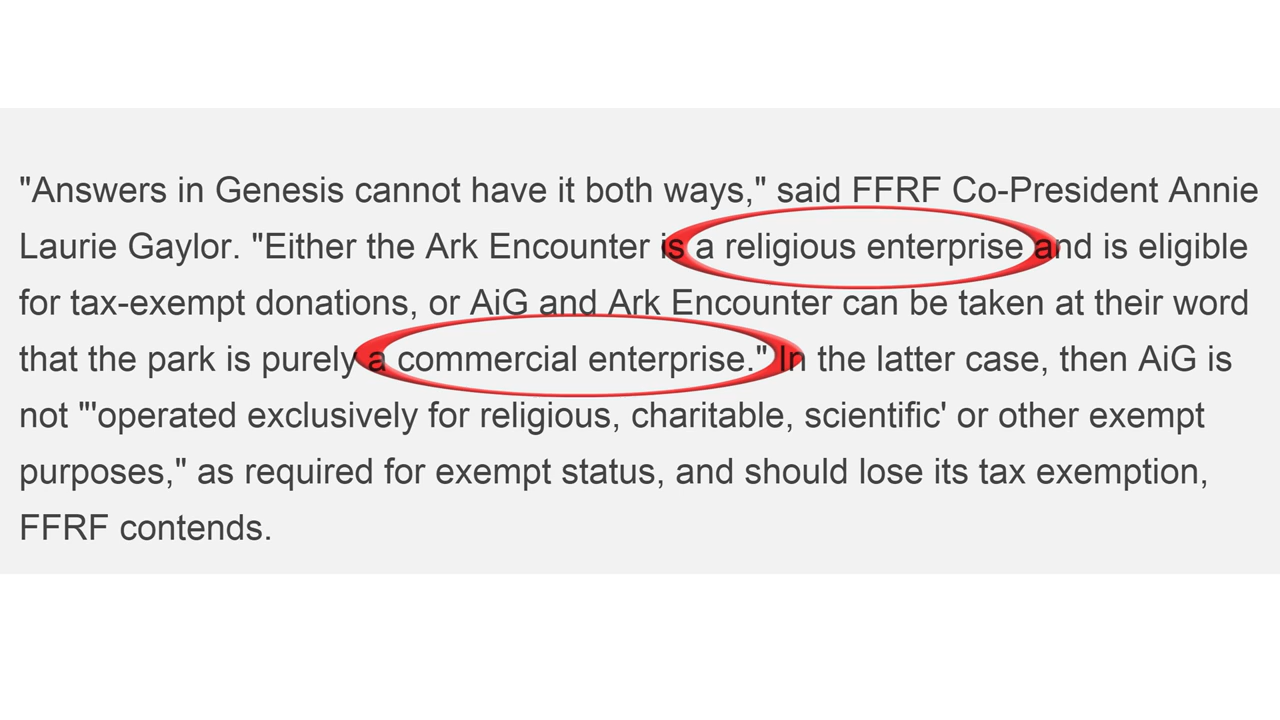 "Answers in Genesis cannot have it both ways," said FFRF Co-President Annie
Laurie Gaylor. "Either the Ark Encounter is a religious enterprise and is eligible
for tax-exempt donations, or AiG and Ark Encounter can be taken at their word
that the park is purely a commercial enterprise." In the latter case, then AiG is
not "'operated exclusively for religious, charitable, scientific' or other exempt
purposes," as required for exempt status, and should lose its tax exemption,
FFRF contends.